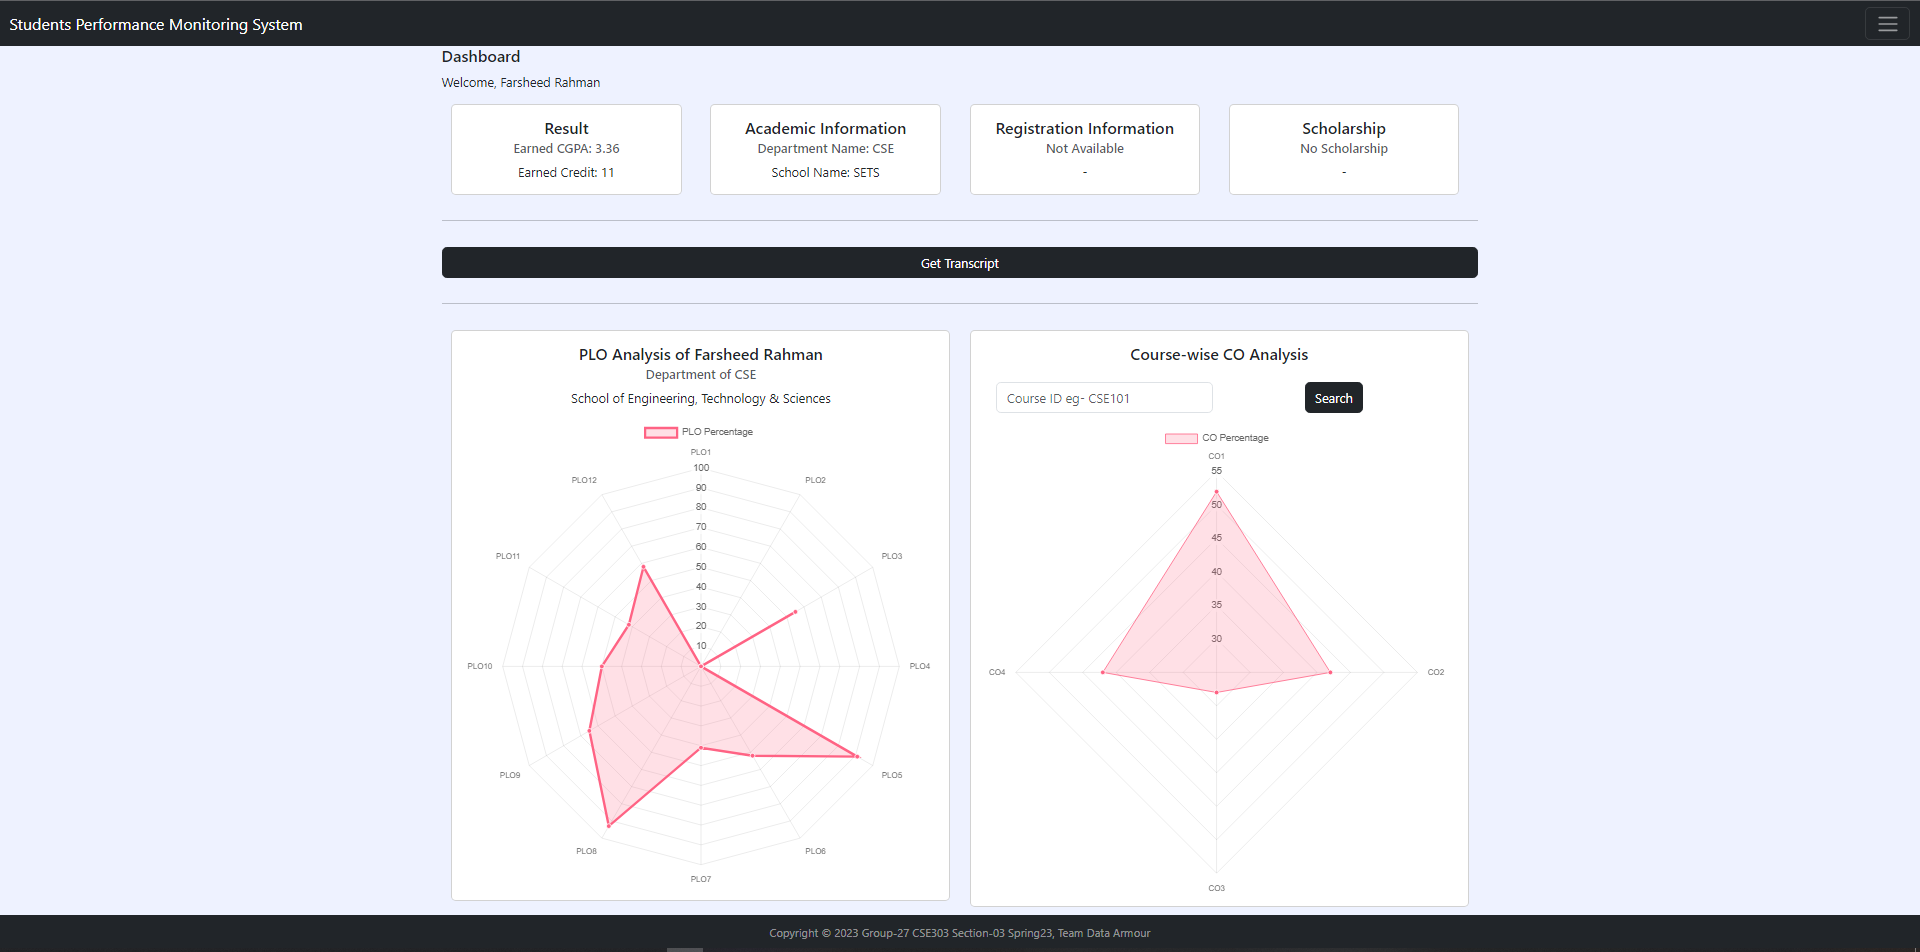 Students Performance Monitoring System
Dashboard
Welcome, Farsheed Rahman
Result
Earned CGPA: 3.36
Earned Credit: 11
Academic Information
Department Name: CSE
School Name: SETS
Registration Information
Not Available
-
Scholarship
No Scholarship
-
Get Transcript
PLO Analysis of Farsheed Rahman
Department of CSE
School of Engineering, Technology & Sciences
PLO Percentage
PLO1
PLO2
PLO3
PLO4
PLO5
PLO6
PLO7
PLO8
PLO9
PLO10
PLO11
PLO12
100
90
80
70
60
50
40
30
20
10
Course-wise CO Analysis
Course ID eg- CSE101
Search
CO Percentage
CO1
CO2
CO3
CO4
55
50
45
40
35
30
Copyright © 2023 Group-27 CSE303 Section-03 Spring23, Team Data Armour